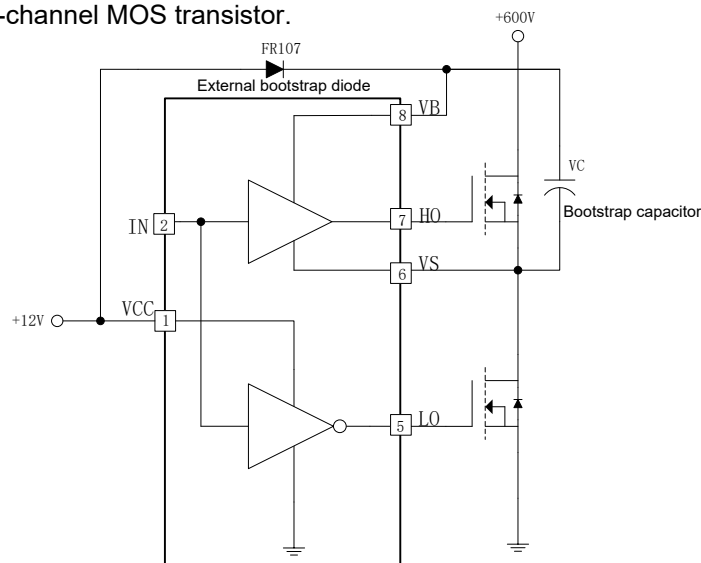 -channel MOS transistor.
+600V
FR107
External bootstrap diode
8 VB
VC
Bootstrap capacitor
IN 2
7 HO
6 VS
VCC
+12V
1
5 LO